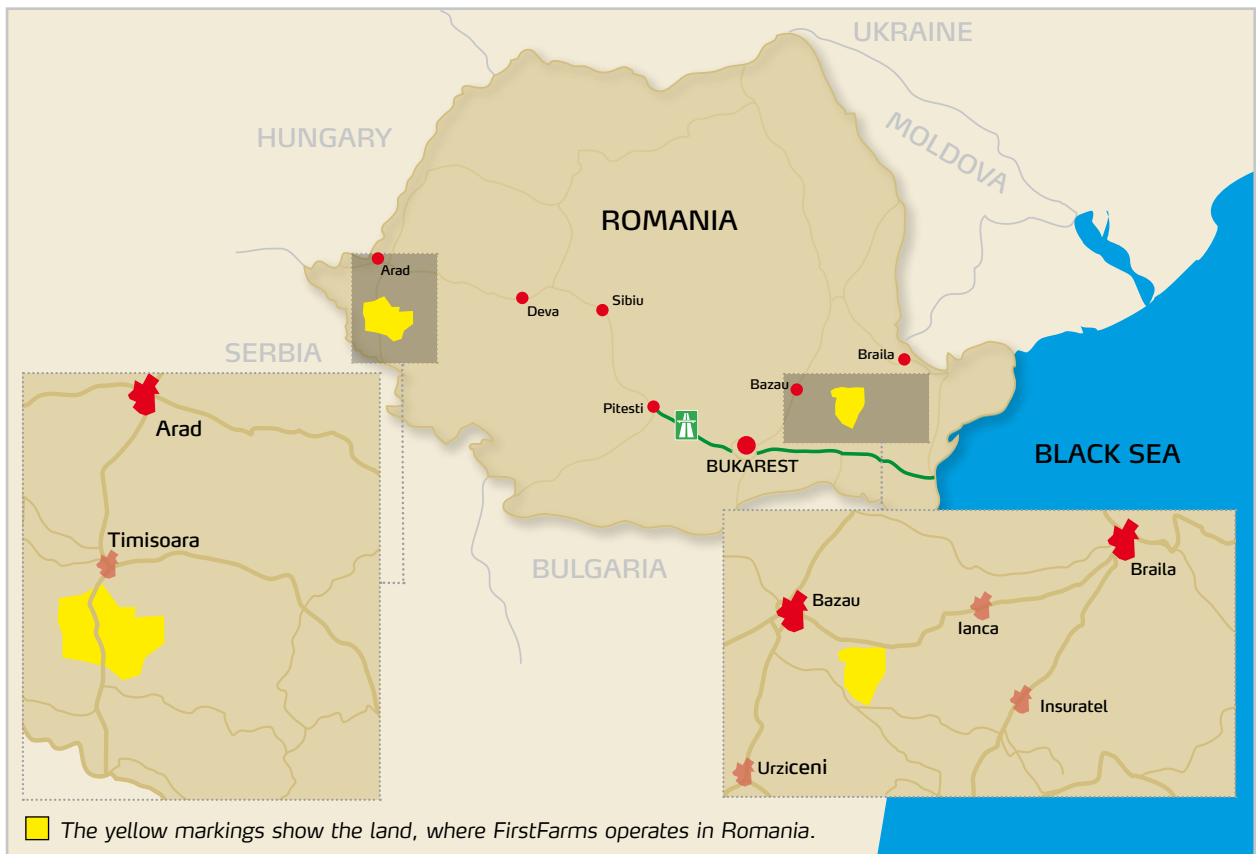 UKRAINE
HUNGARY
MOLDOVA
ROMANIA
Arad
Deva
Sibiu
SERBIA
Braila
Bazau
Pitesti
BUKAREST
BLACK SEA
BULGARIA
Arad
Timisoara
Braila
Bazau
Ianca
Insuratel
Urziceni
The yellow markings show the land, where FirstFarms operates in Romania.